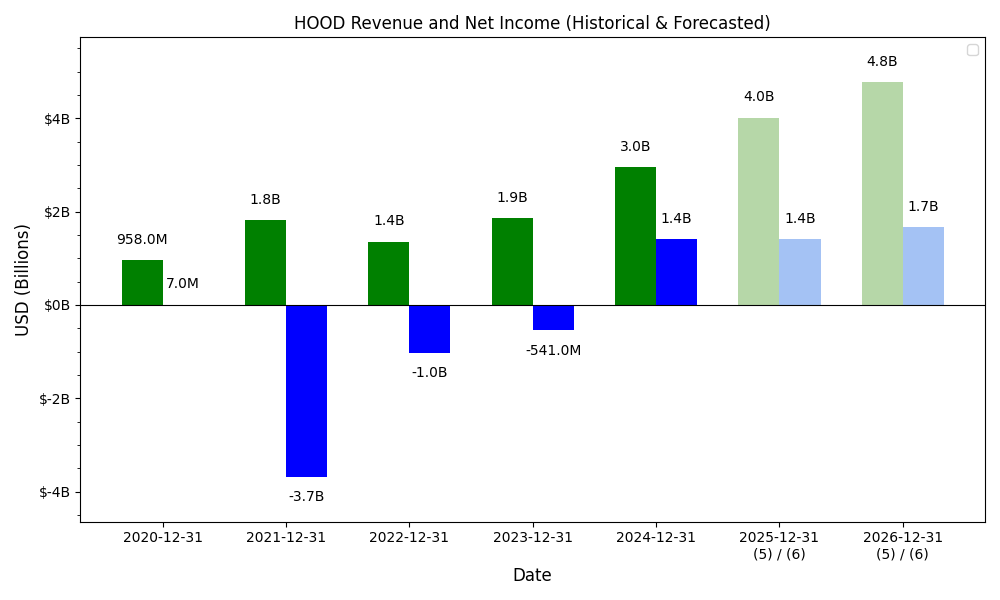 HOOD Revenue and Net Income (Historical & Forecasted)
4.8B
4.0B
$4B
3.0B
1.8B
1.9B
1.4B
1.4B
1.4B
1.7B
$2B
958.0M
7.0M
$0B
-541.0M
-1.0B
$-2B
-3.7B
$-4B
USD (Billions)
2020-12-31
2021-12-31
2022-12-31
2023-12-31
2024-12-31
2025-12-31
(5) / (6)
2026-12-31
(5) / (6)
Date